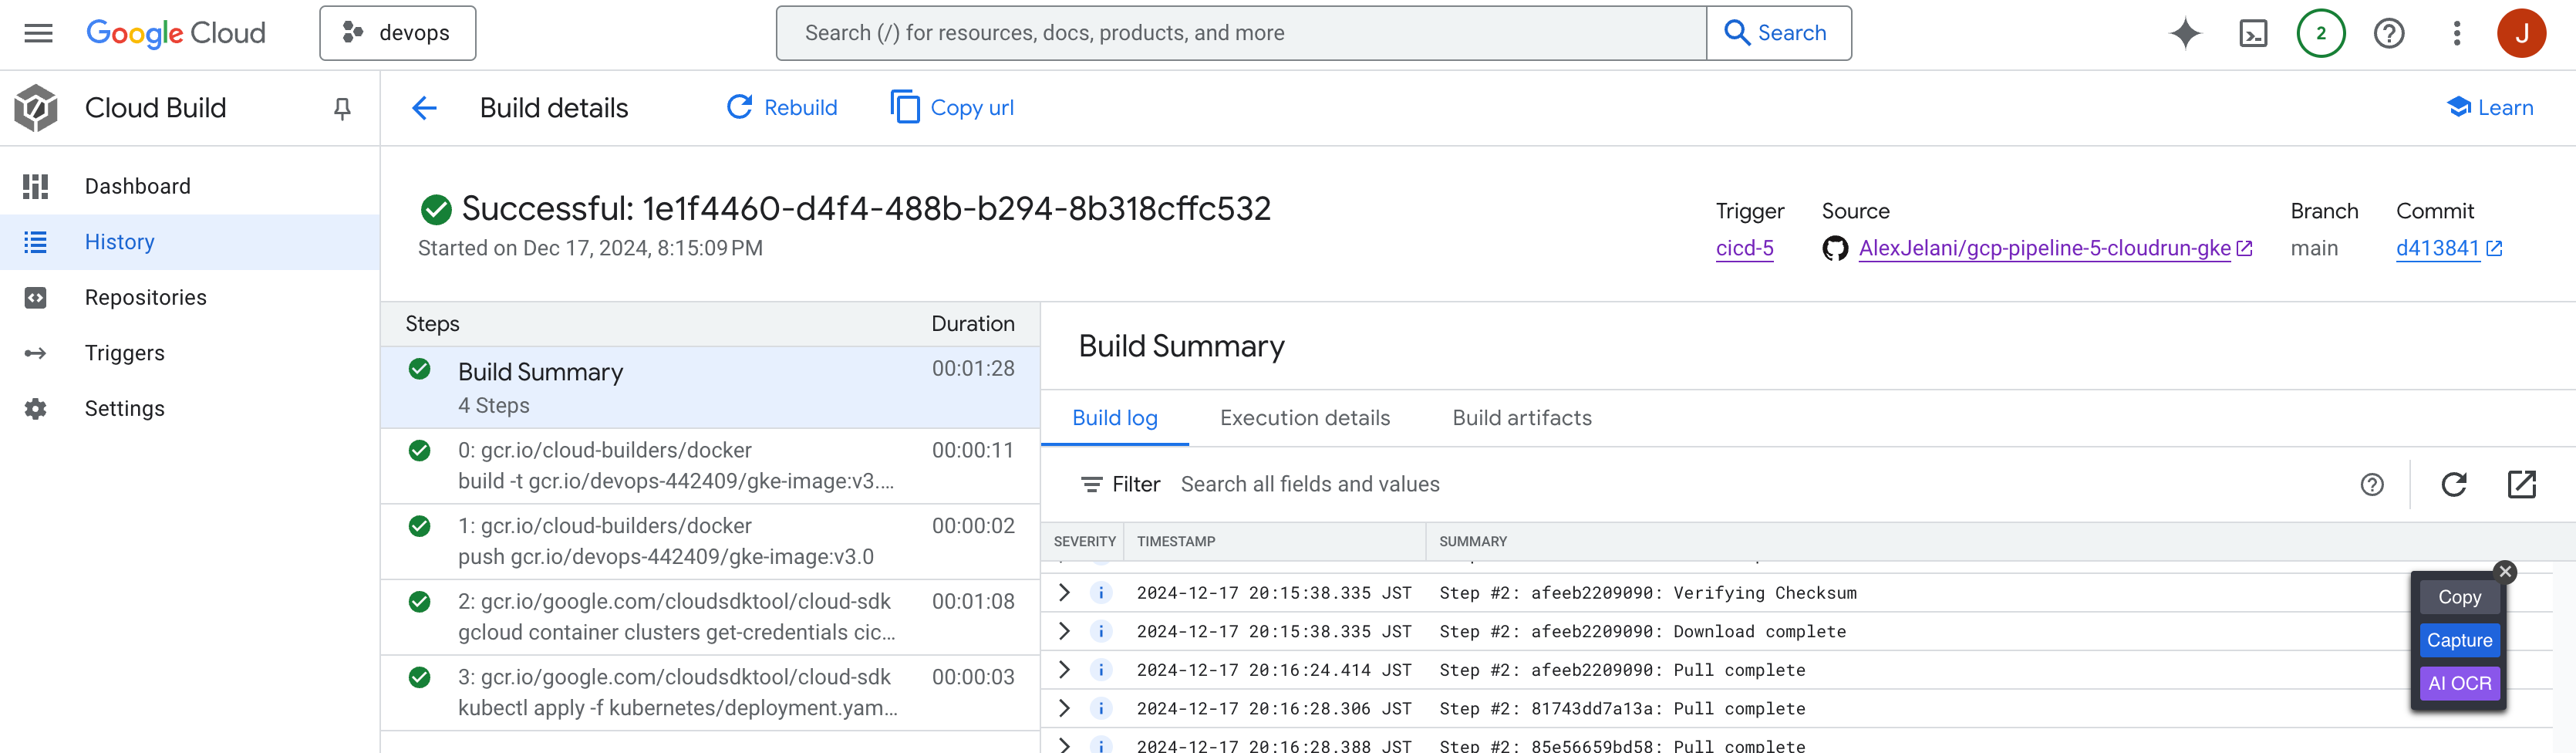 Google Cloud
devops
Search (/) for resources, docs, products, and more
Search
2
J
Cloud Build
Build details
Rebuild
Copy url
Learn
Dashboard
History
Repositories
Triggers
Settings
Successful: 1e1f4460-d4f4-488b-b294-8b318cffc532
Started on Dec 17, 2024, 8:15:09 PM
Trigger
cicd-5
Source
AlexJelani/gcp-pipeline-5-cloudrun-gke
Branch
main
Commit
d413841
Steps Duration
Build Summary 00:01:28
4 Steps
0: gcr.io/cloud-builders/docker 00:00:11
build -t gcr.io/devops-442409/gke-image:v3....
1: gcr.io/cloud-builders/docker 00:00:02
push gcr.io/devops-442409/gke-image:v3.0
2: gcr.io/google.com/cloudsdktool/cloud-sdk 00:01:08
gcloud container clusters get-credentials cic...
3: gcr.io/google.com/cloudsdktool/cloud-sdk 00:00:03
kubectl apply -f kubernetes/deployment.yam...
Build Summary
Build log Execution details Build artifacts
Filter Search all fields and values
SEVERITY TIMESTAMP SUMMARY
2024-12-17 20:15:38.335 JST Step #2: afeeb2209090: Verifying Checksum
2024-12-17 20:15:38.335 JST Step #2: afeeb2209090: Download complete
2024-12-17 20:16:24.414 JST Step #2: afeeb2209090: Pull complete
2024-12-17 20:16:28.306 JST Step #2: 81743dd7a13a: Pull complete
2024-12-17 20:16:28.388 JST Step #2: 85e56659bd58: Pull complete
Copy
Capture
AI OCR